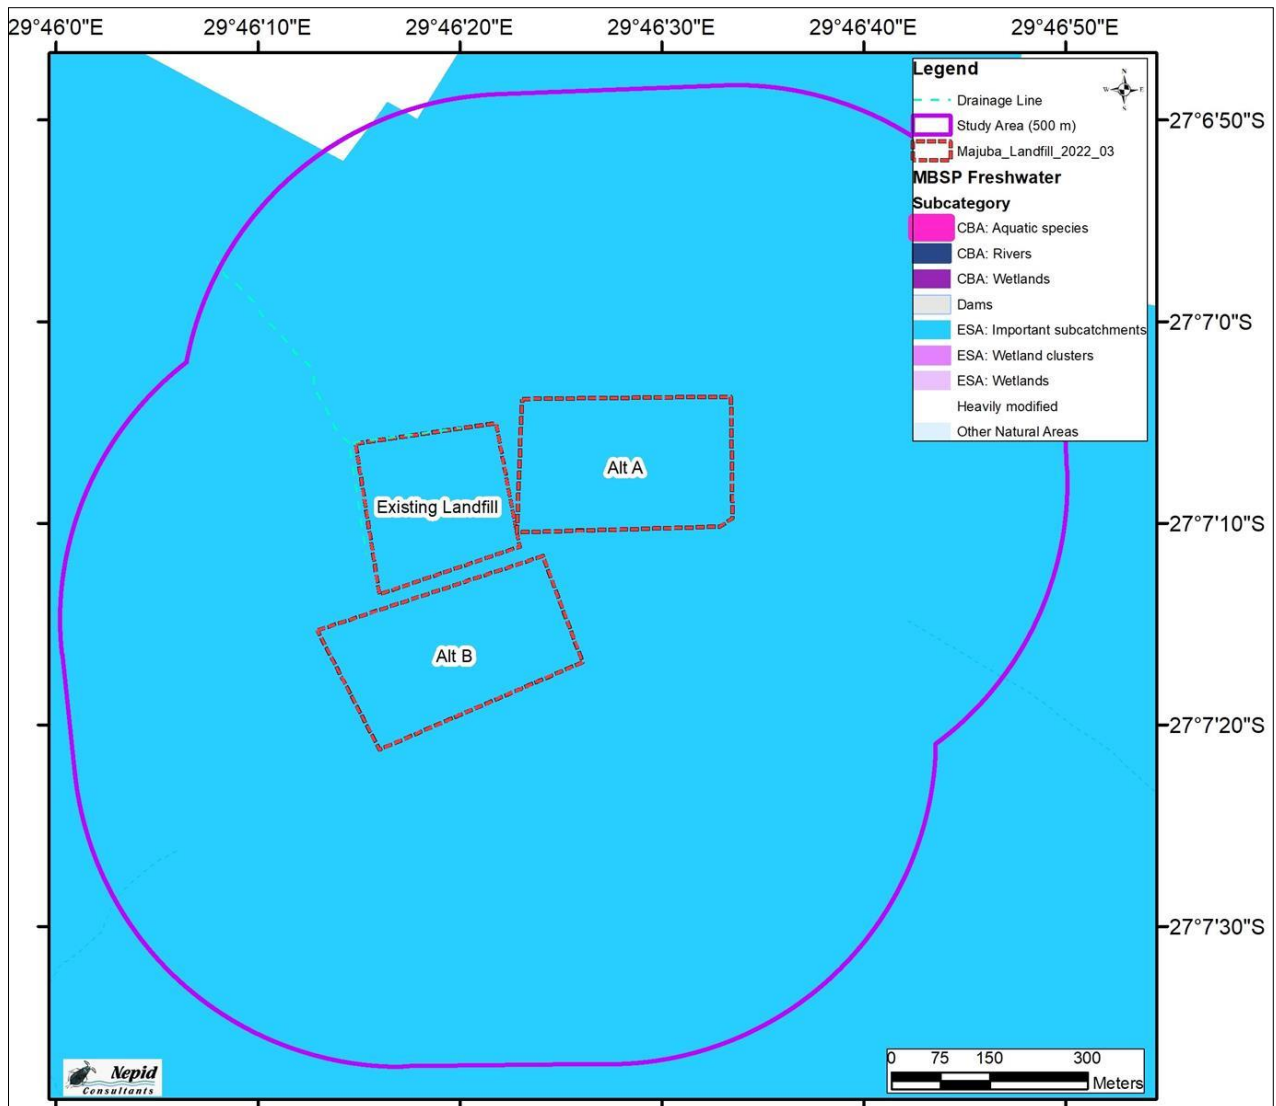 29°46'0"E 29°46'10"E 29°46'20"E 29°46'30"E 29°46'40"E 29°46'50"E
Legend
N
W E
S
Drainage Line
Study Area (500 m)
Majuba_Landfill_2022_03
MBSP Freshwater
Subcategory
CBA: Aquatic species
CBA: Rivers
CBA: Wetlands
Dams
ESA: Important subcatchments
ESA: Wetland clusters
ESA: Wetlands
Heavily modified
Other Natural Areas
27°6'50"S
27°7'0"S
27°7'10"S
27°7'20"S
27°7'30"S
Alt A
Existing Landfill
Alt B
Nepid
Consultants
0 75 150 300
Meters